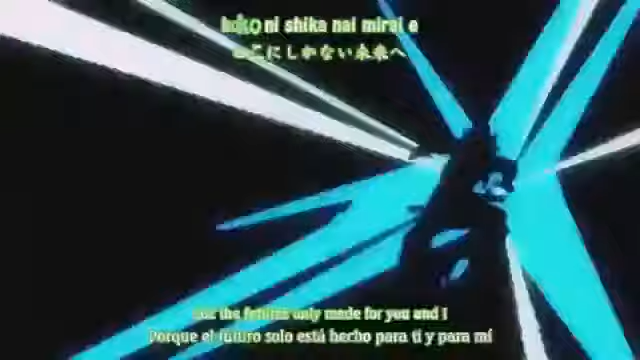 koko ni shika nai mirai e
ここにしかない未来へ
the futures only made for you and I
Porque el futuro solo está hecho para ti y para mí